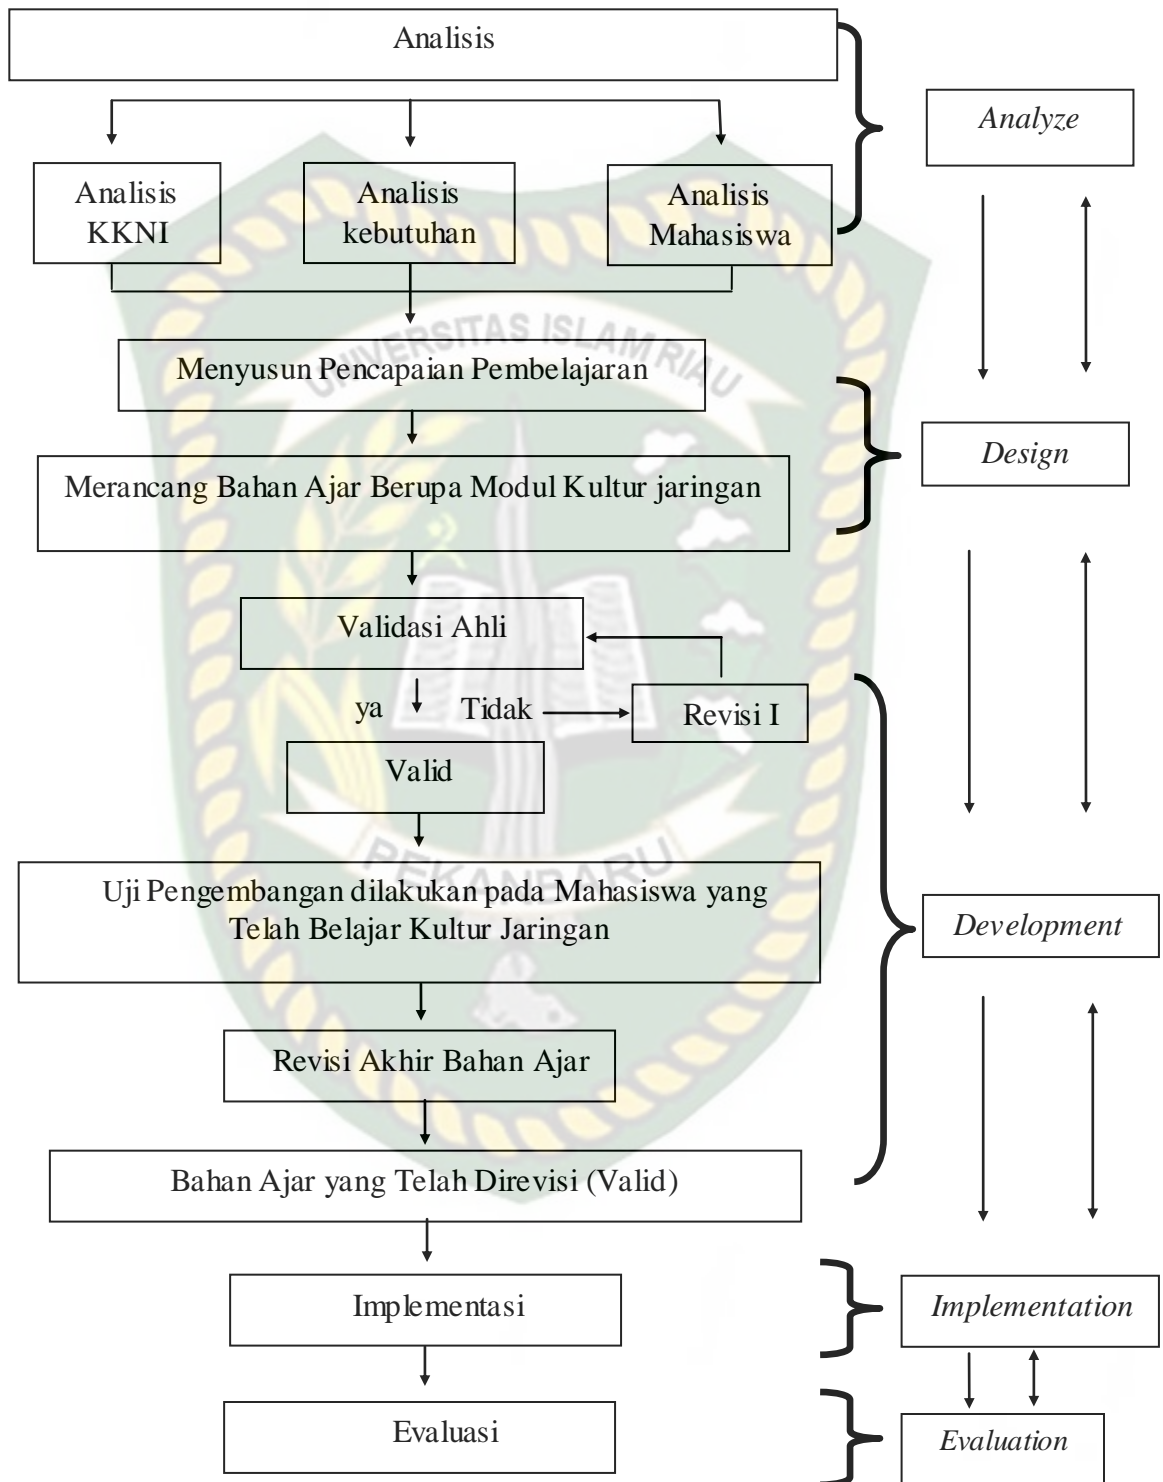 Analisis
Analyze
Analisis
KKNI
Analisis
kebutuhan
Analisis
Mahasiswa
UNIVERSITAS ISLAM RIAU
Menyusun Pencapaian Pembelajaran
Design
Merancang Bahan Ajar Berupa Modul Kultur jaringan
Validasi Ahli
ya
Tidak
Revisi I
Valid
PEKANBARU
Uji Pengembangan dilakukan pada Mahasiswa yang
Telah Belajar Kultur Jaringan
Development
Revisi Akhir Bahan Ajar
Bahan Ajar yang Telah Direvisi (Valid)
Implementasi
Implementation
Evaluasi
Evaluation